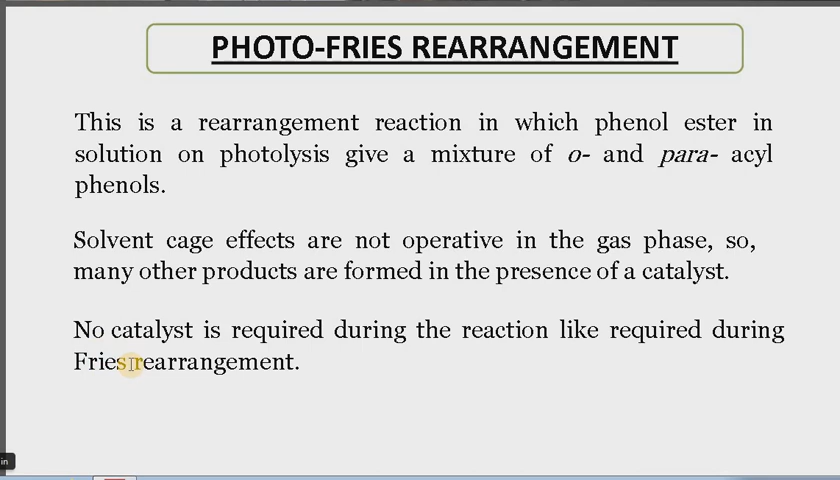 PHOTO-FRIES REARRANGEMENT
This is a rearrangement reaction in which phenol ester in
solution on photolysis give a mixture of o- and para- acyl
phenols.
Solvent cage effects are not operative in the gas phase, so,
many other products are formed in the presence of a catalyst.
No catalyst is required during the reaction like required during
Fries rearrangement.
in